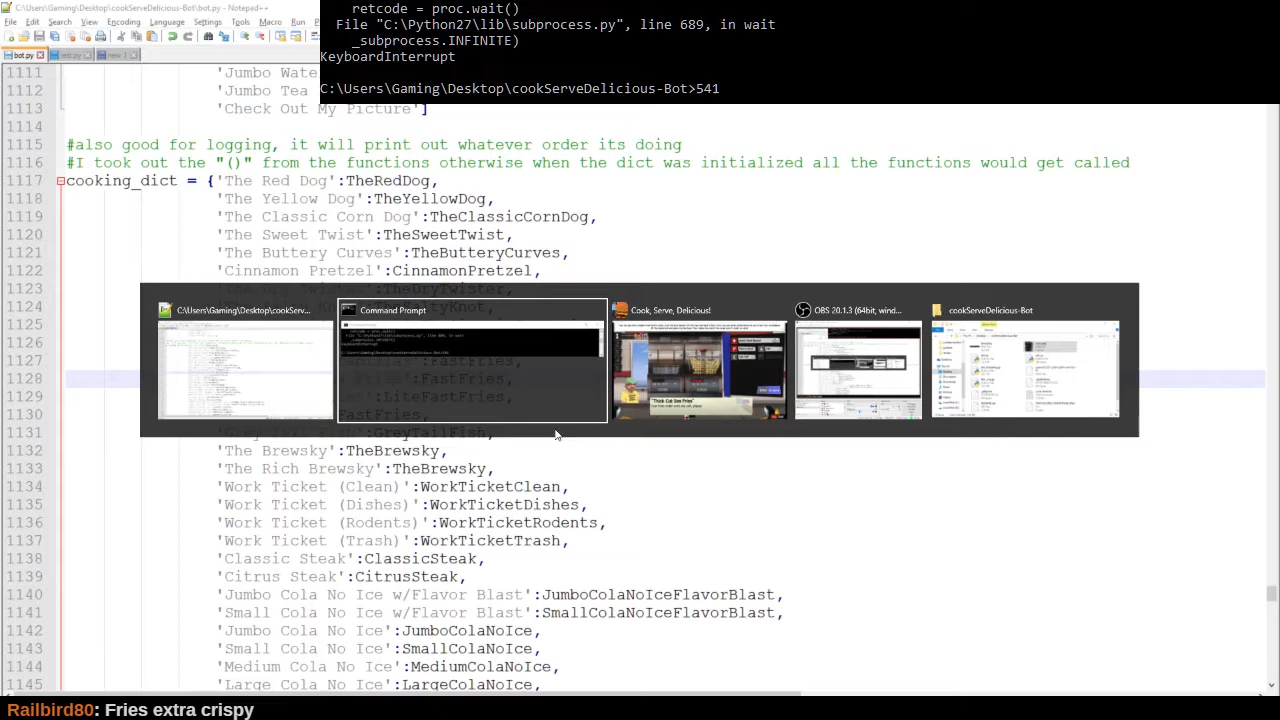 C:\Users\Gaming\Desktop\cookServeDelicious-Bot\bot.py - Notepad++
File Edit Search View Encoding Language Settings Tools Macro Run
bot.py
new 1
retcode = proc.wait()
File "C:\Python27\lib\subprocess.py", line 689, in wait
_subprocess.INFINITE)
KeyboardInterrupt
C:\Users\Gaming\Desktop\cookServeDelicious-Bot>541
1111 'Jumbo Wate
1112 'Jumbo Tea
1113 'Check Out My Picture']
1114
1115 #also good for logging, it will print out whatever order its doing
1116 #I took out the "()" from the functions otherwise when the dict was initialized all the functions would get called
1117 cooking_dict = {'The Red Dog':TheRedDog,
1118 'The Yellow Dog':TheYellowDog,
1119 'The Classic Corn Dog':TheClassicCornDog,
1120 'The Sweet Twist':TheSweetTwist,
1121 'The Buttery Curves':TheButteryCurves,
1122 'Cinnamon Pretzel':CinnamonPretzel,
1123
1124
C:\Users\Gaming\Desktop\cookServ...
Command Prompt
Cook, Serve, Delicious!
OBS 20.1.3 (64bit, wind...
cookServeDelicious-Bot
"Thick Cut Sea Fries"
1132 'The Brewsky':TheBrewsky,
1133 'The Rich Brewsky':TheBrewsky,
1134 'Work Ticket (Clean)':WorkTicketClean,
1135 'Work Ticket (Dishes)':WorkTicketDishes,
1136 'Work Ticket (Rodents)':WorkTicketRodents,
1137 'Work Ticket (Trash)':WorkTicketTrash,
1138 'Classic Steak':ClassicSteak,
1139 'Citrus Steak':CitrusSteak,
1140 'Jumbo Cola No Ice w/Flavor Blast':JumboColaNoIceFlavorBlast,
1141 'Small Cola No Ice w/Flavor Blast':SmallColaNoIceFlavorBlast,
1142 'Jumbo Cola No Ice':JumboColaNoIce,
1143 'Small Cola No Ice':SmallColaNoIce,
1144 'Medium Cola No Ice':MediumColaNoIce,
1145 'Large Cola No Ice':LargeColaNoIce,
Railbird80: Fries extra crispy